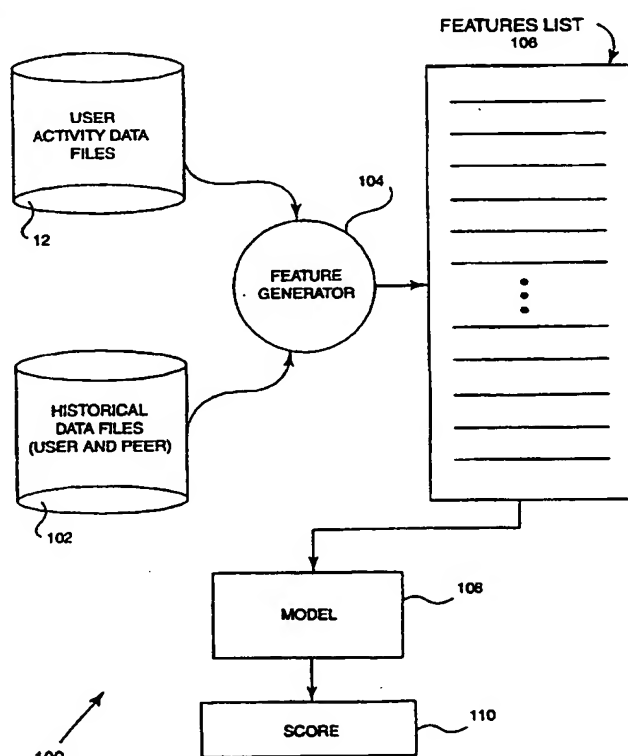 FEATURES LIST
106
USER
ACTIVITY DATA
FILES
12
104
FEATURE
GENERATOR
HISTORICAL
DATA FILES
(USER AND PEER)
102
MODEL
108
SCORE
110
100